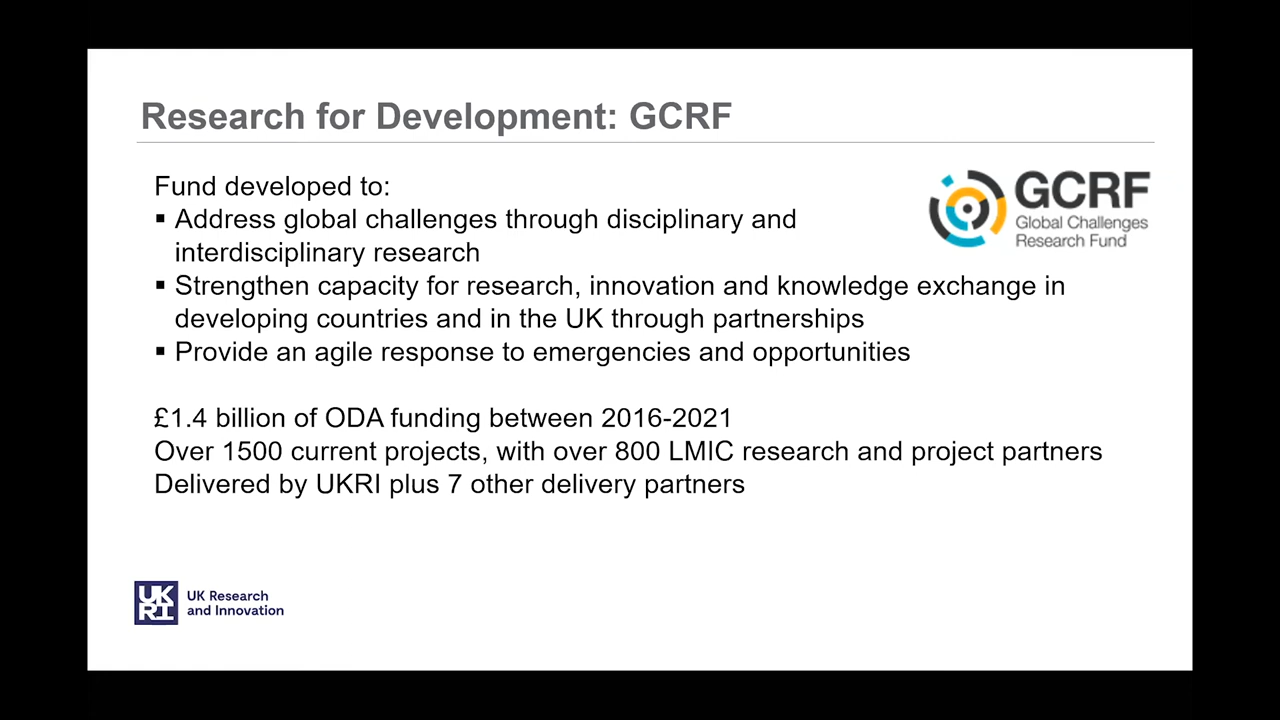 Research for Development: GCRF
Fund developed to:
▪ Address global challenges through disciplinary and
interdisciplinary research
▪ Strengthen capacity for research, innovation and knowledge exchange in
developing countries and in the UK through partnerships
▪ Provide an agile response to emergencies and opportunities
£1.4 billion of ODA funding between 2016-2021
Over 1500 current projects, with over 800 LMIC research and project partners
Delivered by UKRI plus 7 other delivery partners
GCRF
Global Challenges
Research Fund
UK
RI
UK Research
and Innovation